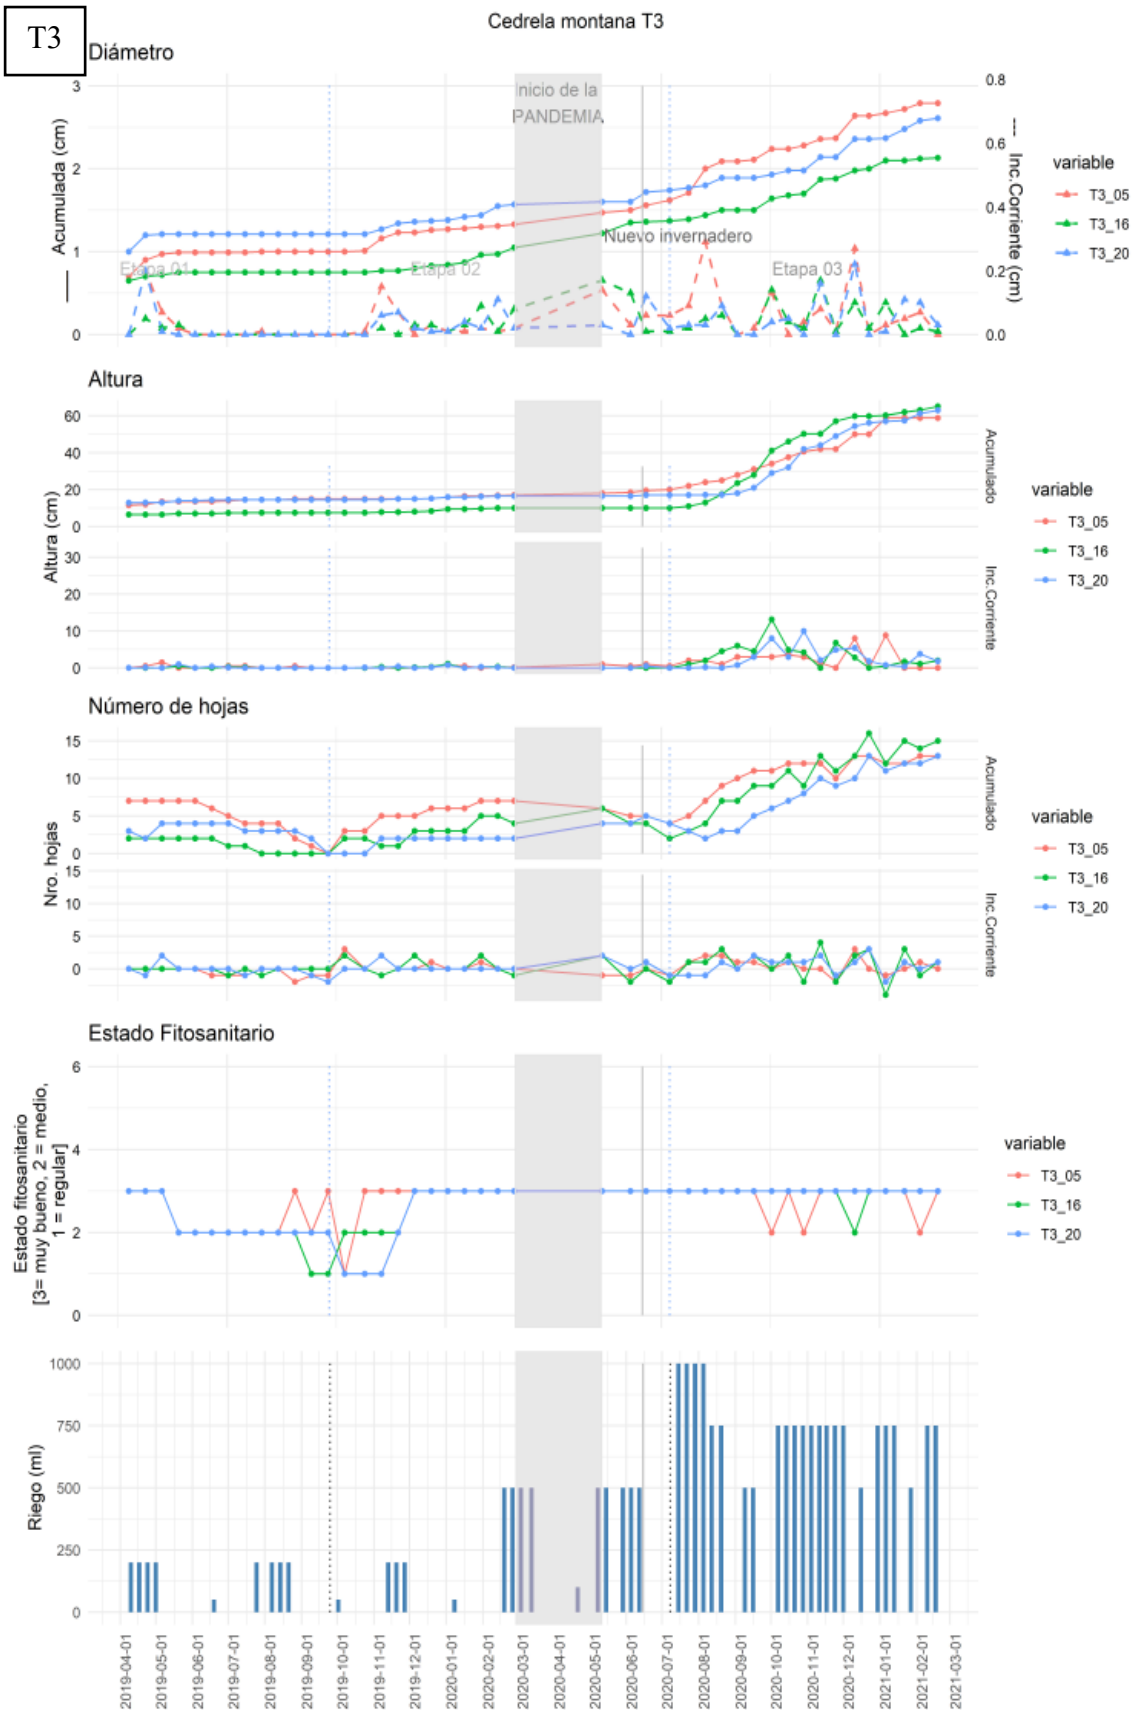 T3
Cedrela montana T3
Diámetro
Acumulada (cm)
3
2
1
0
Inicio de la
PANDEMIA
Nuevo invernadero
Etapa 01
Etapa 02
Etapa 03
0.8
0.6
0.4
0.2
0.0
--- Inc.Corriente (cm)
variable
T3_05
T3_16
T3_20
Altura
Altura (cm)
60
40
20
0
Acumulado
30
20
10
0
Inc.Corriente
variable
T3_05
T3_16
T3_20
Número de hojas
Nro. hojas
15
10
5
0
Acumulado
15
10
5
0
Inc.Corriente
variable
T3_05
T3_16
T3_20
Estado Fitosanitario
Estado fitosanitario
[3= muy bueno, 2 = medio,
1 = regular]
6
4
2
0
variable
T3_05
T3_16
T3_20
Riego (ml)
1000
750
500
250
0
2019-04-01
2019-05-01
2019-06-01
2019-07-01
2019-08-01
2019-09-01
2019-10-01
2019-11-01
2019-12-01
2020-01-01
2020-02-01
2020-03-01
2020-04-01
2020-05-01
2020-06-01
2020-07-01
2020-08-01
2020-09-01
2020-10-01
2020-11-01
2020-12-01
2021-01-01
2021-02-01
2021-03-01